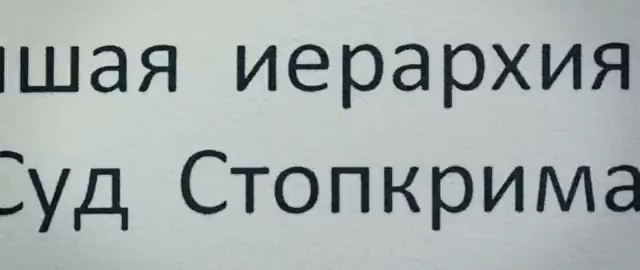 шая иерархия
Суд Стопкрима